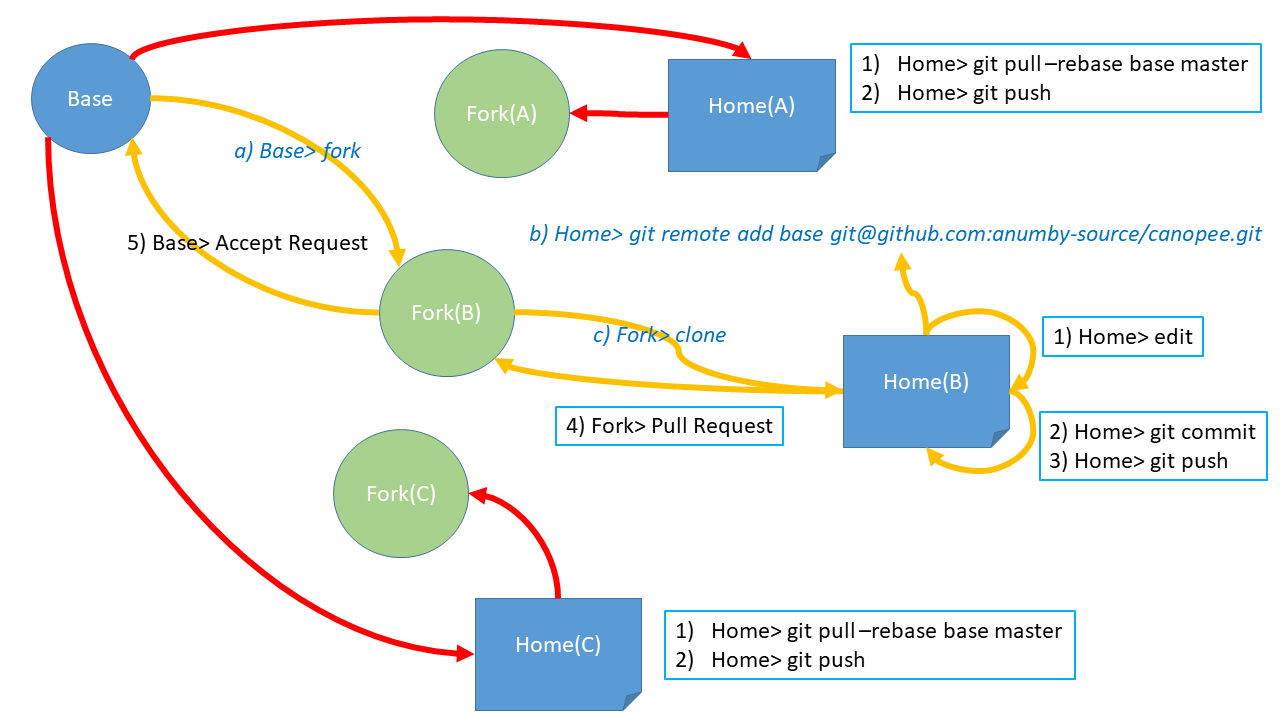 Base
Fork(A)
Home(A)
1) Home> git pull –rebase base master
2) Home> git push
a) Base> fork
b) Home> git remote add base git@github.com:anumby-source/canopee.git
5) Base> Accept Request
Fork(B)
c) Fork> clone
Home(B)
1) Home> edit
4) Fork> Pull Request
2) Home> git commit
3) Home> git push
Fork(C)
Home(C)
1) Home> git pull –rebase base master
2) Home> git push